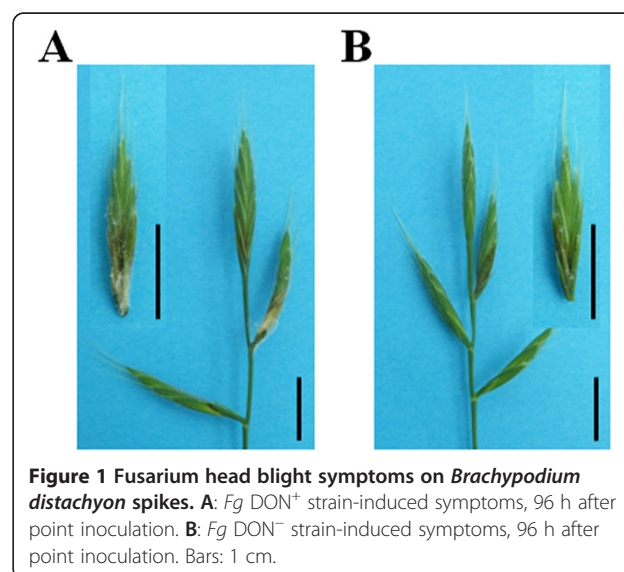 A B
Figure 1 Fusarium head blight symptoms on Brachypodium
distachyon spikes. A: Fg DON⁺ strain-induced symptoms, 96 h after
point inoculation. B: Fg DON⁻ strain-induced symptoms, 96 h after
point inoculation. Bars: 1 cm.